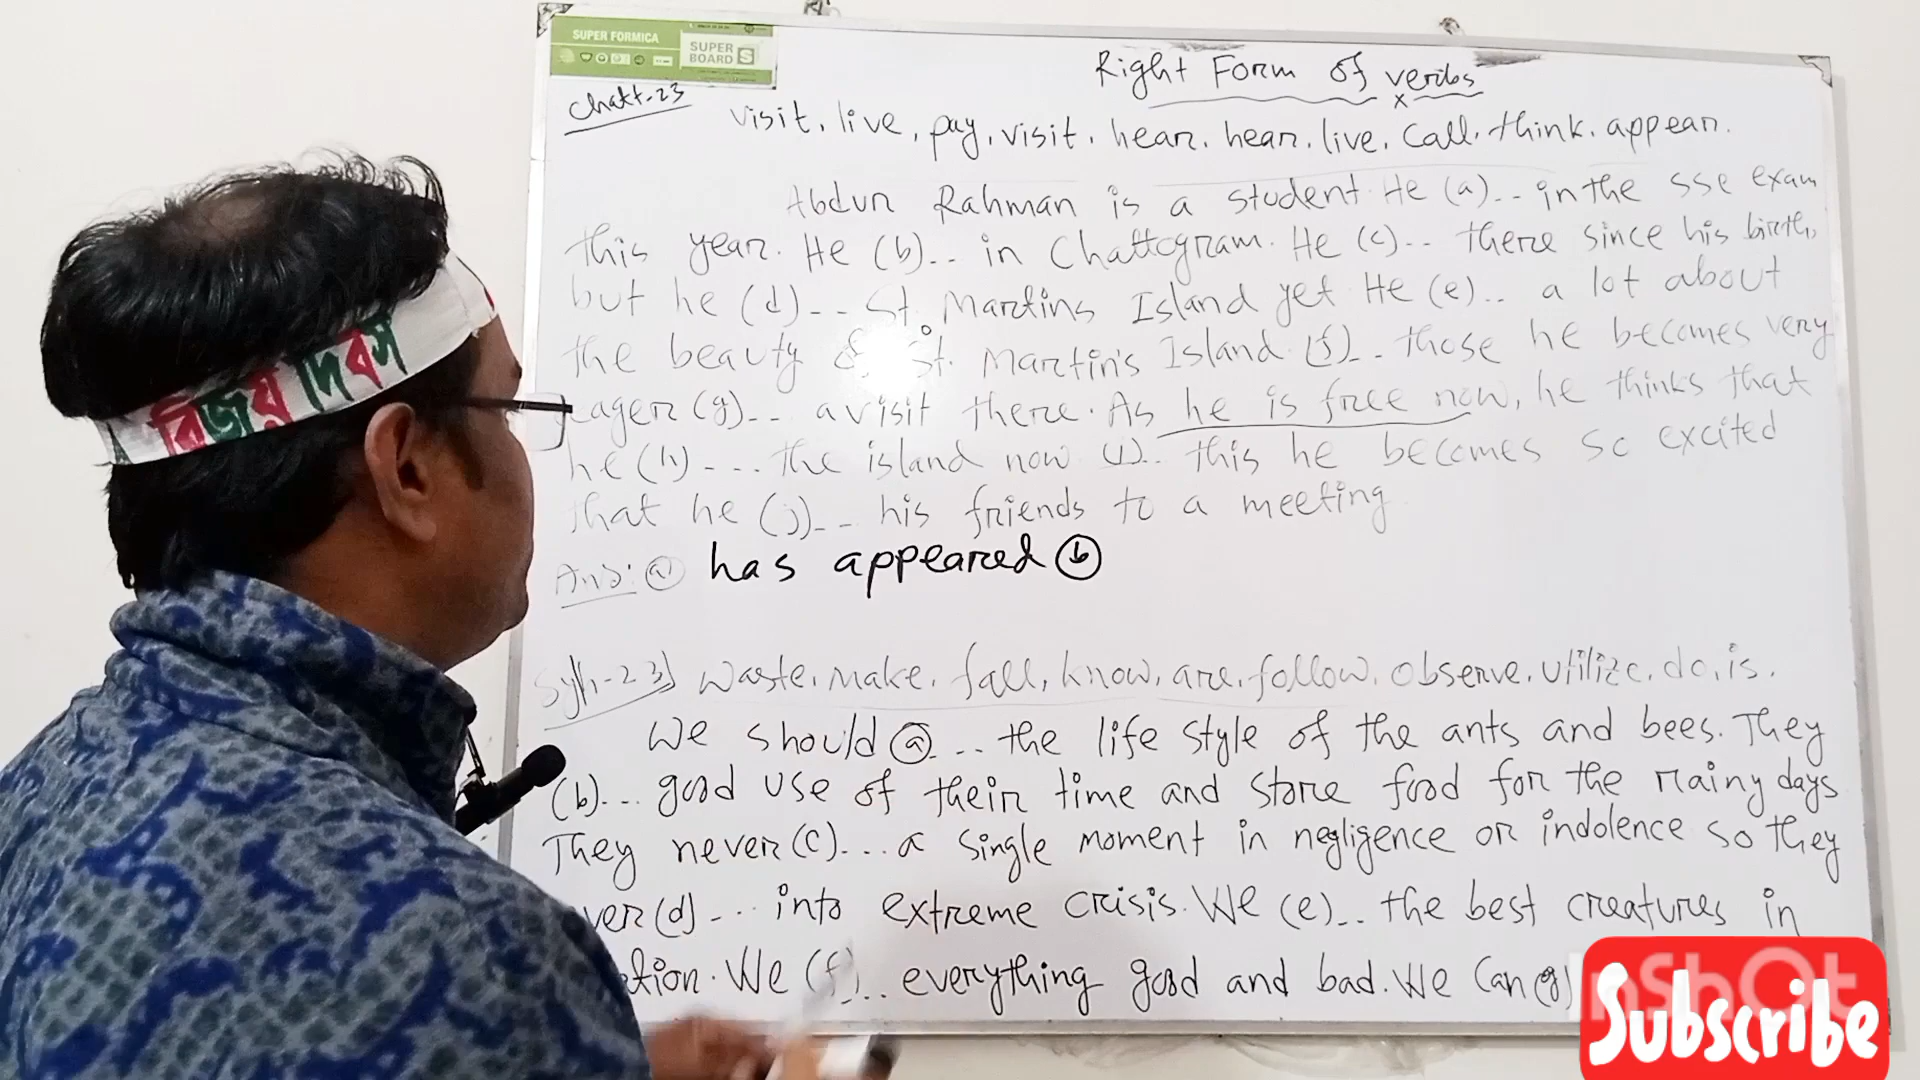 SUPER FORMICA
SUPER BOARD S
Right Form of verbs
Chatt-23
visit, live, pay, visit, hear, hear, live, call, think, appear.
Abdur Rahman is a student. He (a)... in the SSC exam
this year. He (b)... in Chattogram. He (c)... there since his birth,
but he (d)... St. Martins Island yet. He (e)... a lot about
the beauty of St. Martin's Island. (f)... those he becomes very
eager (g)... a visit there. As he is free now, he thinks that
he (h).... the island now. (i)... this he becomes so excited
that he (j)... his friends to a meeting
Ans: (a) has appeared (b)
Syl-23) waste, make, fall, know, are, follow, observe, utilize, do, is.
We should (a)... the life style of the ants and bees. They
(b)... good use of their time and store food for the rainy days
They never (c)... a single moment in negligence or indolence so they
ver (d)... into extreme crisis. We (e)... the best creatures in
ation. We (f)... everything good and bad. We can (g)
বিজয় দিবস
InShOt
Subscribe